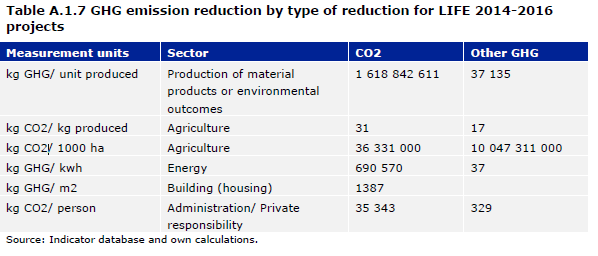 Table A.1.7 GHG emission reduction by type of reduction for LIFE 2014-2016
projects
Measurement units Sector CO2 Other GHG
kg GHG/ unit produced Production of material 1 618 842 611 37 135
products or environmental
outcomes
kg CO2/ kg produced Agriculture 31 17
kg CO2/ 1000 ha Agriculture 36 331 000 10 047 311 000
kg GHG/ kwh Energy 690 570 37
kg GHG/ m2 Building (housing) 1387
kg CO2/ person Administration/ Private 35 343 329
responsibility
Source: Indicator database and own calculations.